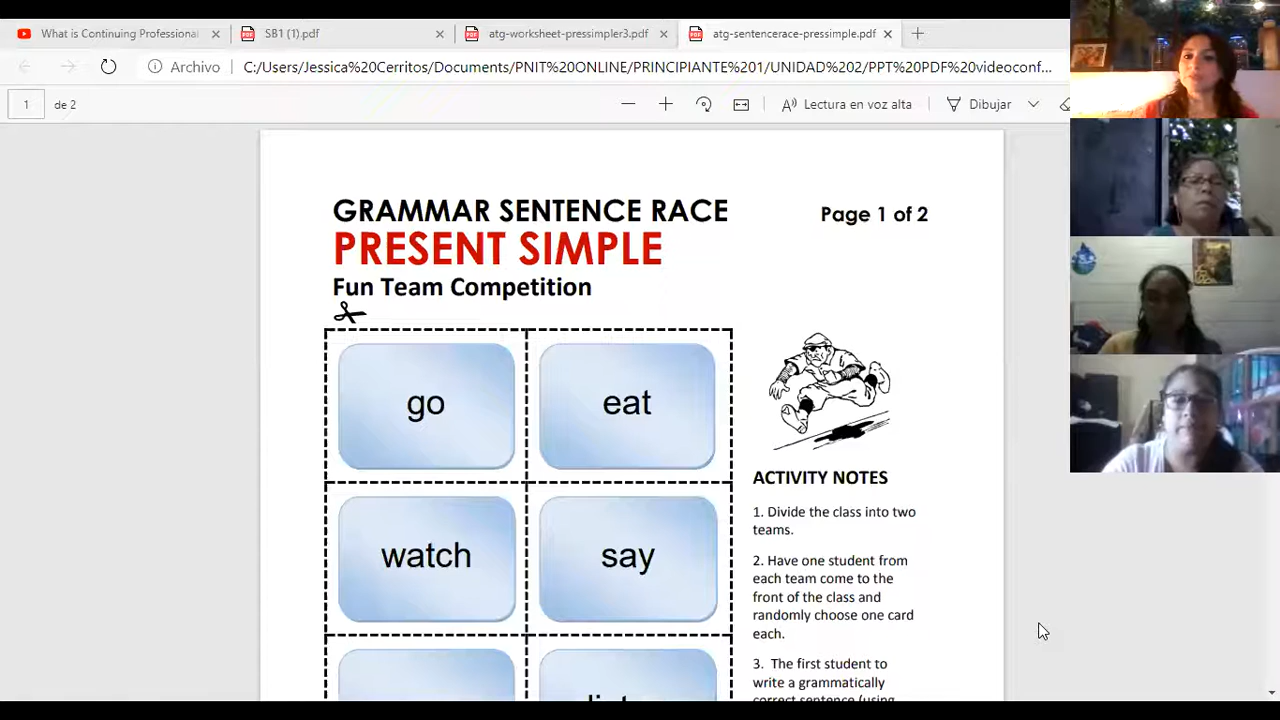 What is Continuing Professional
SB1 (1).pdf
atg-worksheet-pressimpler3.pdf
atg-sentencerace-pressimple.pdf
Archivo
C:/Users/Jessica%20Cerritos/Documents/PNIT%20ONLINE/PRINCIPIANTE%201/UNIDAD%202/PPT%20PDF%20videoconf...
1
de 2
Lectura en voz alta
Dibujar
GRAMMAR SENTENCE RACE
Page 1 of 2
PRESENT SIMPLE
Fun Team Competition
go
eat
watch
say
ACTIVITY NOTES
1. Divide the class into two
teams.
2. Have one student from
each team come to the
front of the class and
randomly choose one card
each.
3. The first student to
write a grammatically
correct sentence (using